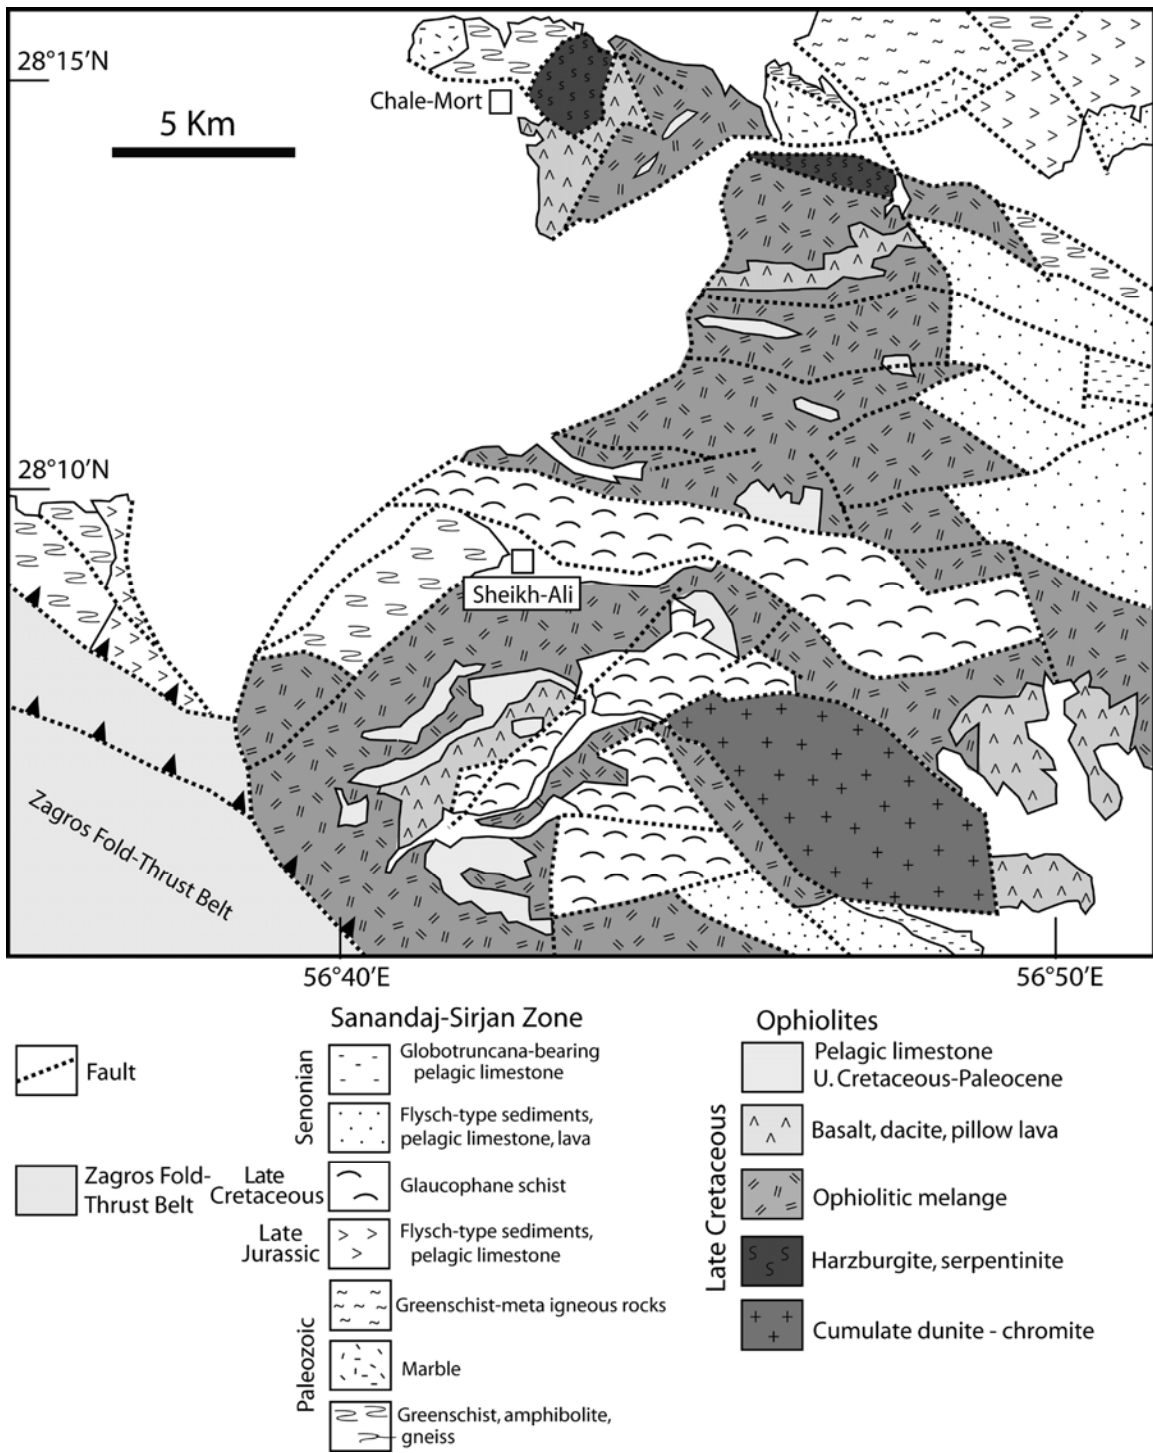 28°15′N
Chale-Mort
5 Km
28°10′N
Sheikh-Ali
Zagros Fold-Thrust Belt
56°40′E
56°50′E
Fault
Zagros Fold-
Thrust Belt
Sanandaj-Sirjan Zone
Senonian
Globotruncana-bearing
pelagic limestone
Flysch-type sediments,
pelagic limestone, lava
Late
Cretaceous
Glaucophane schist
Late
Jurassic
Flysch-type sediments,
pelagic limestone
Paleozoic
Greenschist-meta igneous rocks
Marble
Greenschist, amphibolite,
gneiss
Ophiolites
Late Cretaceous
Pelagic limestone
U. Cretaceous-Paleocene
Basalt, dacite, pillow lava
Ophiolitic melange
Harzburgite, serpentinite
Cumulate dunite - chromite